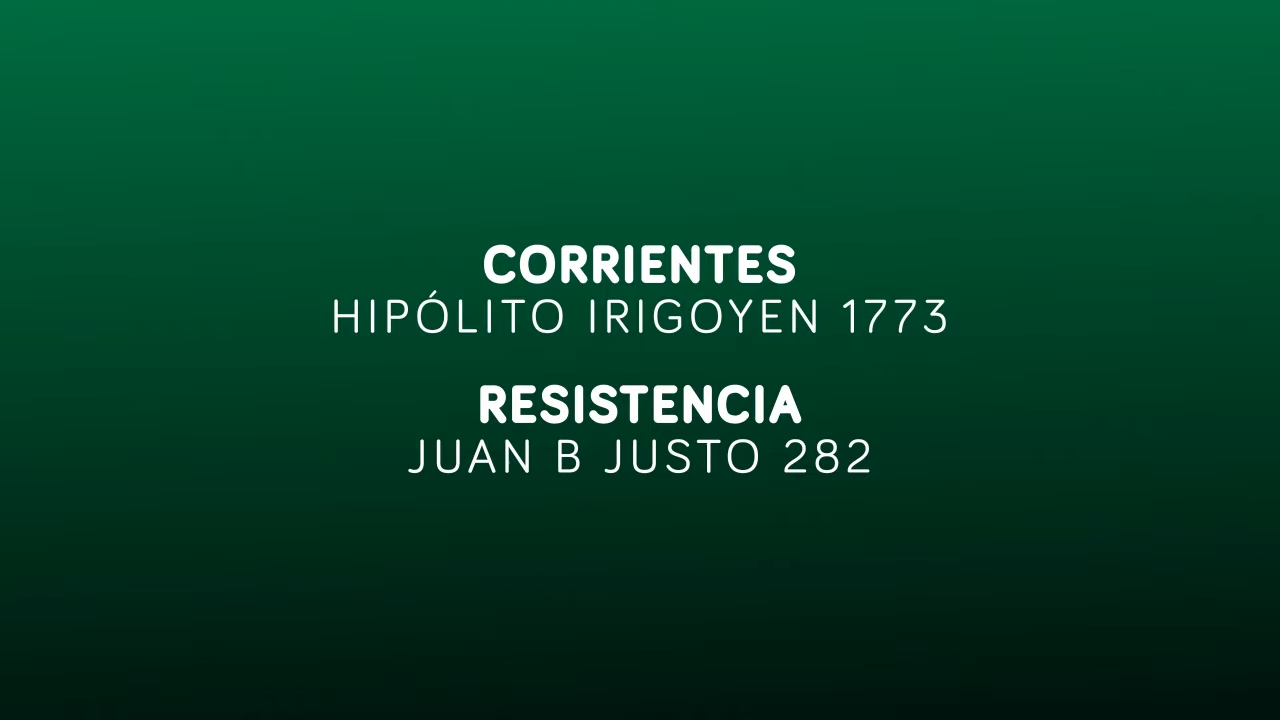 CORRIENTES
HIPÓLITO IRIGOYEN 1773
RESISTENCIA
JUAN B JUSTO 282